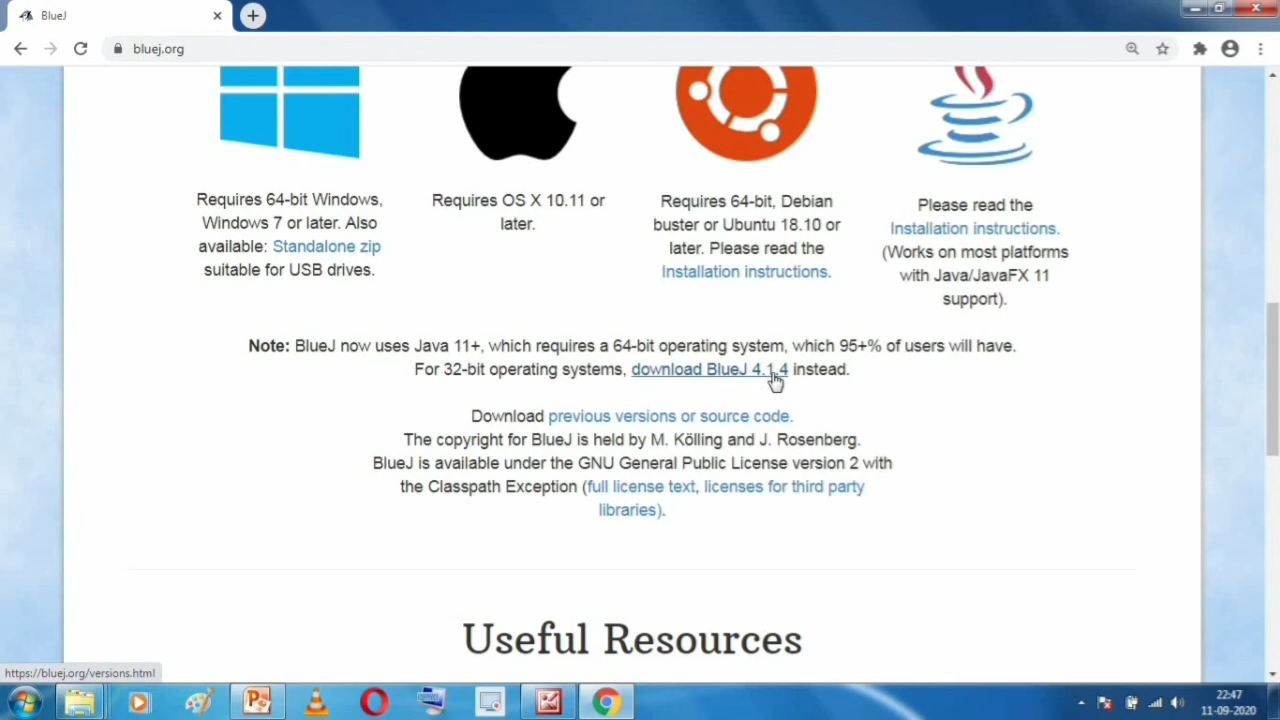 BlueJ
bluej.org
Requires 64-bit Windows,
Windows 7 or later. Also
available: Standalone zip
suitable for USB drives.
Requires OS X 10.11 or
later.
Requires 64-bit, Debian
buster or Ubuntu 18.10 or
later. Please read the
Installation instructions.
Please read the
Installation instructions.
(Works on most platforms
with Java/JavaFX 11
support).
Note: BlueJ now uses Java 11+, which requires a 64-bit operating system, which 95+% of users will have.
For 32-bit operating systems, download BlueJ 4.1.4 instead.
Download previous versions or source code.
The copyright for BlueJ is held by M. Kölling and J. Rosenberg.
BlueJ is available under the GNU General Public License version 2 with
the Classpath Exception (full license text, licenses for third party
libraries).
Useful Resources
https://bluej.org/versions.html
22:47
11-09-2020